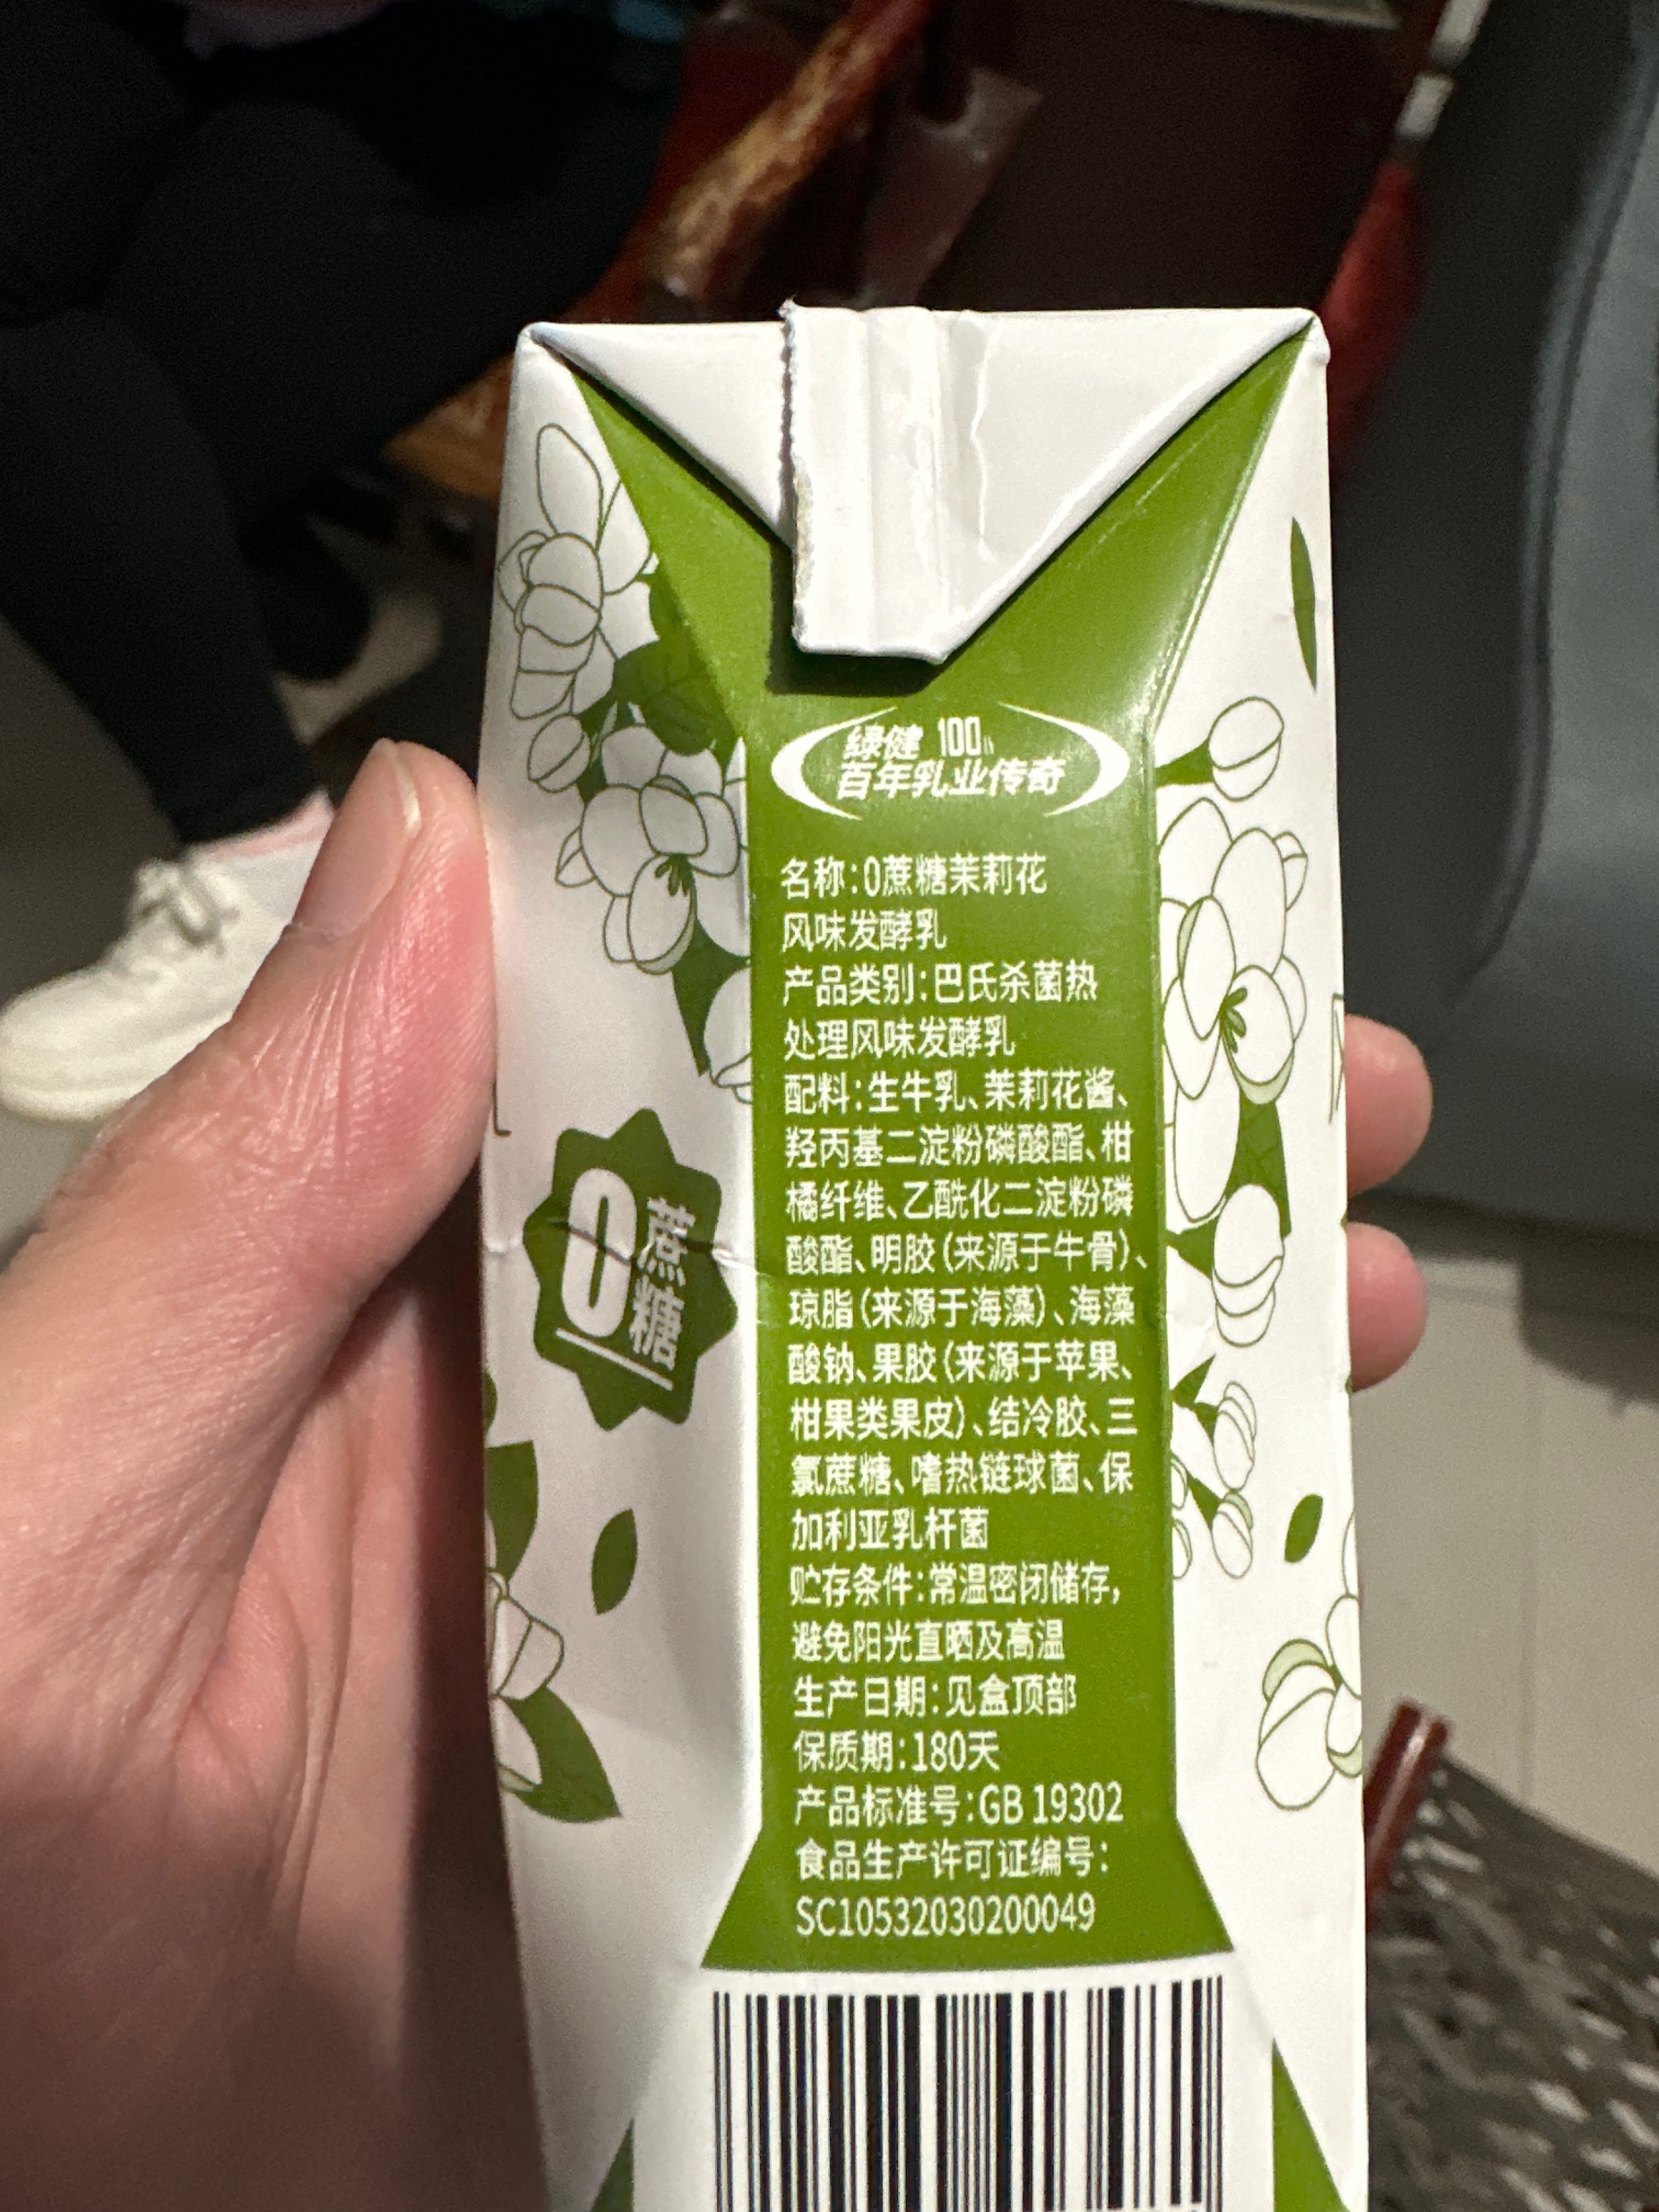 绿健 100
百年乳业传奇
名称:0蔗糖茉莉花
风味发酵乳
产品类别:巴氏杀菌热
处理风味发酵乳
配料:生牛乳、茉莉花酱、
羟丙基二淀粉磷酸酯、柑
橘纤维、乙酰化二淀粉磷
酸酯、明胶(来源于牛骨)、
琼脂(来源于海藻)、海藻
酸钠、果胶(来源于苹果、
柑果类果皮)、结冷胶、三
氯蔗糖、嗜热链球菌、保
加利亚乳杆菌
贮存条件:常温密闭储存,
避免阳光直晒及高温
生产日期:见盒顶部
保质期:180天
产品标准号:GB 19302
食品生产许可证编号:
SC10532030200049
0蔗糖